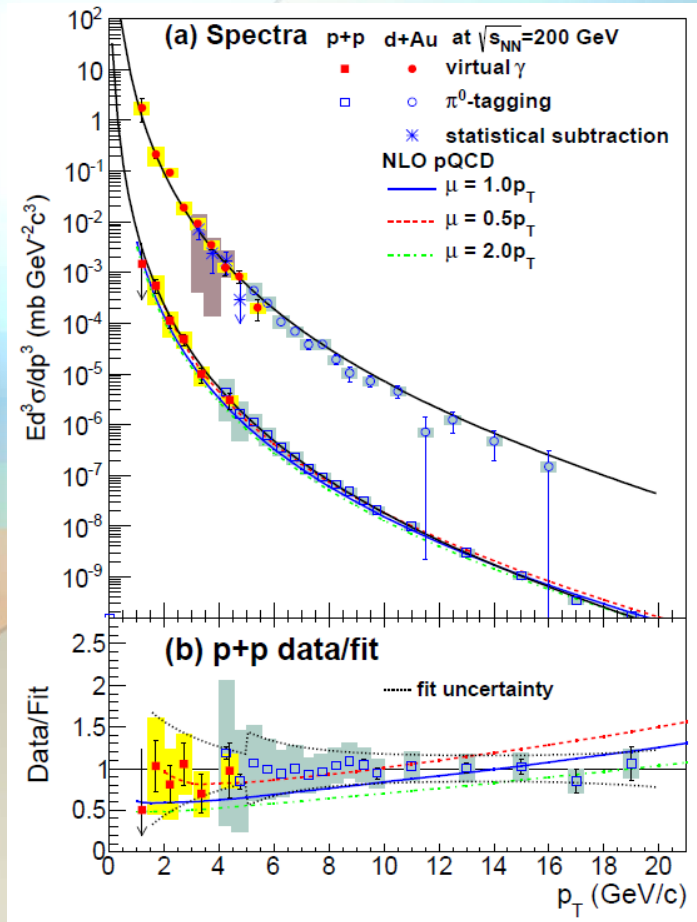 (a) Spectra p+p d+Au at √s_NN=200 GeV
virtual γ
π⁰-tagging
statistical subtraction
NLO pQCD
μ = 1.0p_T
μ = 0.5p_T
μ = 2.0p_T
Ed³σ/dp³ (mb GeV⁻²c³)
10²
10
1
10⁻¹
10⁻²
10⁻³
10⁻⁴
10⁻⁵
10⁻⁶
10⁻⁷
10⁻⁸
10⁻⁹
(b) p+p data/fit
fit uncertainty
Data/Fit
2.5
2
1.5
1
0.5
0
0 2 4 6 8 10 12 14 16 18 20
p_T (GeV/c)